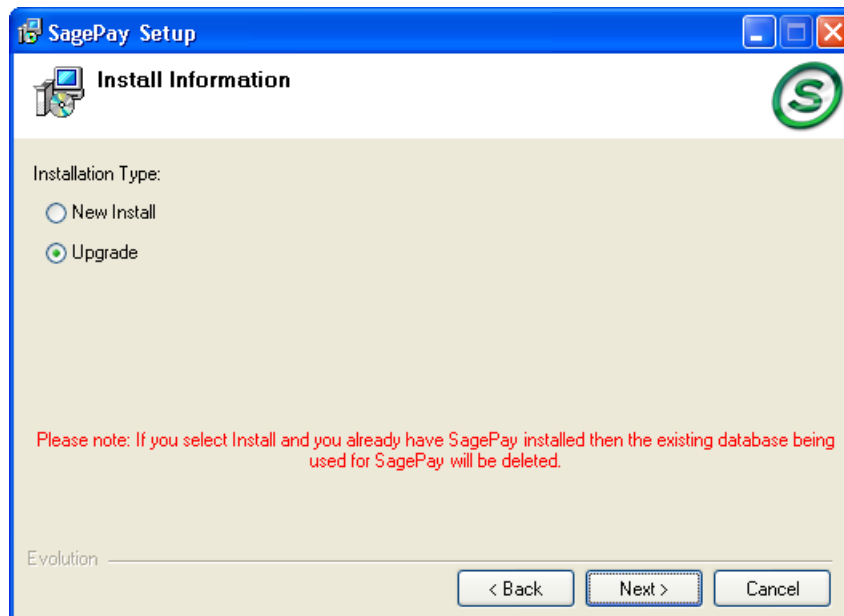 SagePay Setup
Install Information
Installation Type:
New Install
Upgrade
Please note: If you select Install and you already have SagePay installed then the existing database being
used for SagePay will be deleted.
Evolution
< Back Next > Cancel